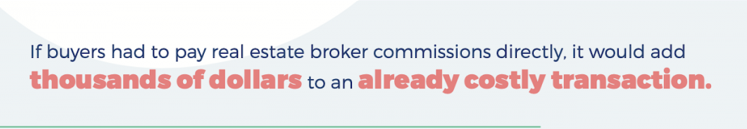 If buyers had to pay real estate broker commissions directly, it would add
thousands of dollars to an already costly transaction.